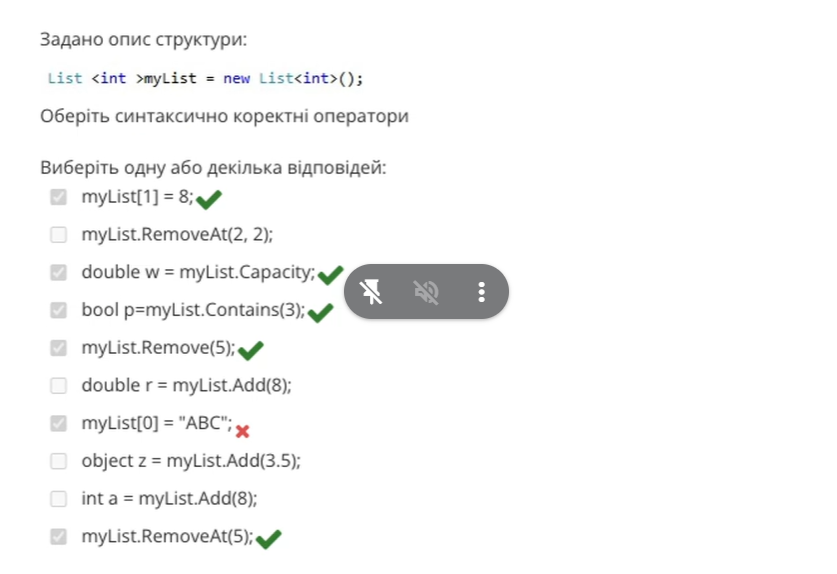 Задано опис структури:
List <int >myList = new List<int>();
Оберіть синтаксично коректні оператори
Виберіть одну або декілька відповідей:
myList[1] = 8;
myList.RemoveAt(2, 2);
double w = myList.Capacity;
bool p=myList.Contains(3);
myList.Remove(5);
double r = myList.Add(8);
myList[0] = "ABC";
object z = myList.Add(3.5);
int a = myList.Add(8);
myList.RemoveAt(5);